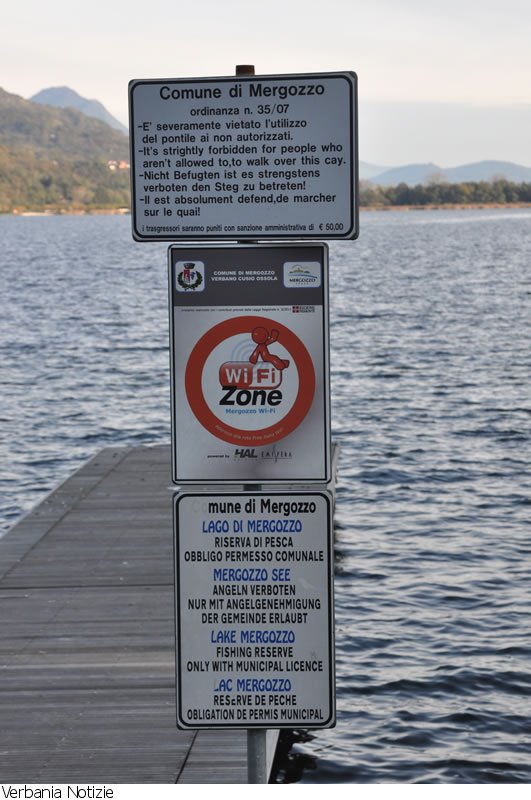 Comune di Mergozzo
ordinanza n. 35/07
-E' severamente vietato l'utilizzo
del pontile ai non autorizzati.
-It's strightly forbidden for people who
aren't allowed to,to walk over this cay.
-Nicht Befugten ist es strengstens
verboten den Steg zu betreten!
-Il est absolument defend,de marcher
sur le quai!
i trasgressori saranno puniti con sanzione amministrativa di € 50,00
COMUNE DI MERGOZZO
VERBANO CUSIO OSSOLA
MERGOZZO
REGIONE
PIEMONTE
Wi Fi
Zone
Mergozzo Wi-Fi
powered by HAL
mune di Mergozzo
LAGO DI MERGOZZO
RISERVA DI PESCA
OBBLIGO PERMESSO COMUNALE
MERGOZZO SEE
ANGELN VERBOTEN
NUR MIT ANGELGENEHMIGUNG
DER GEMEINDE ERLAUBT
LAKE MERGOZZO
FISHING RESERVE
ONLY WITH MUNICIPAL LICENCE
LAC MERGOZZO
RESERVE DE PECHE
OBLIGATION DE PERMIS MUNICIPAL
Verbania Notizie